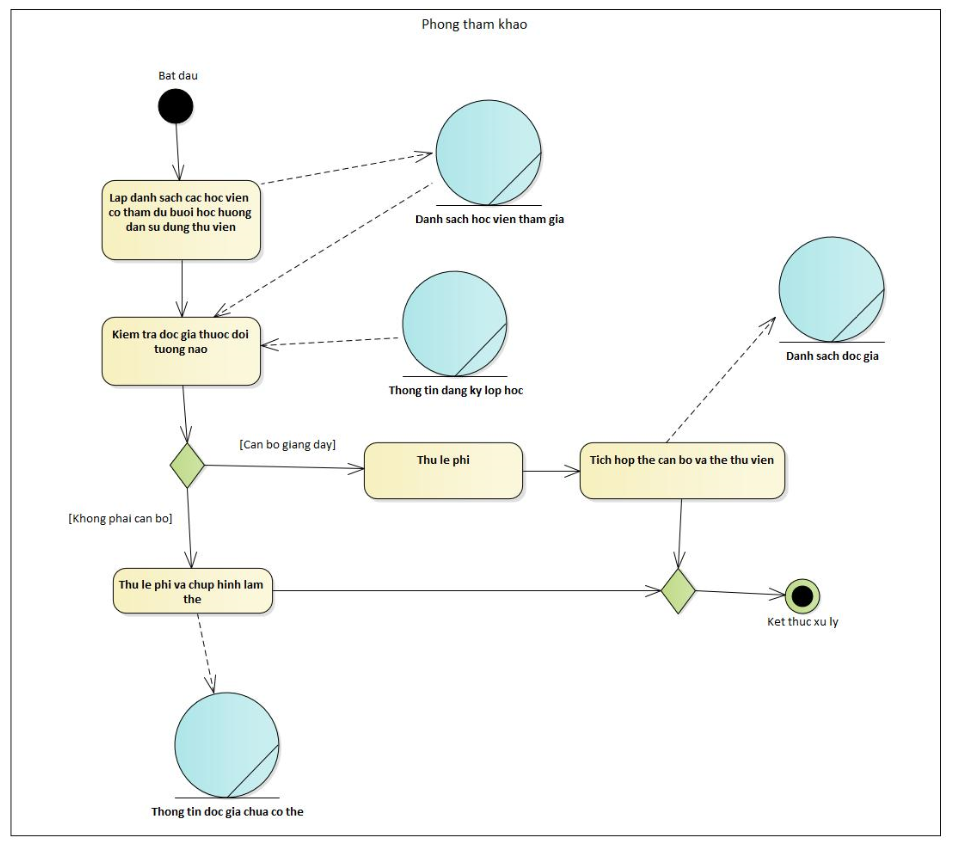 Phong tham khao
Bat dau
Lap danh sach cac hoc vien
co tham du buoi hoc huong
dan su dung thu vien
Danh sach hoc vien tham gia
Kiem tra doc gia thuoc doi
tuong nao
Thong tin dang ky lop hoc
Danh sach doc gia
[Can bo giang day]
Thu le phi
Tich hop the can bo va the thu vien
[Khong phai can bo]
Thu le phi va chup hinh lam
the
Ket thuc xu ly
Thong tin doc gia chua co the